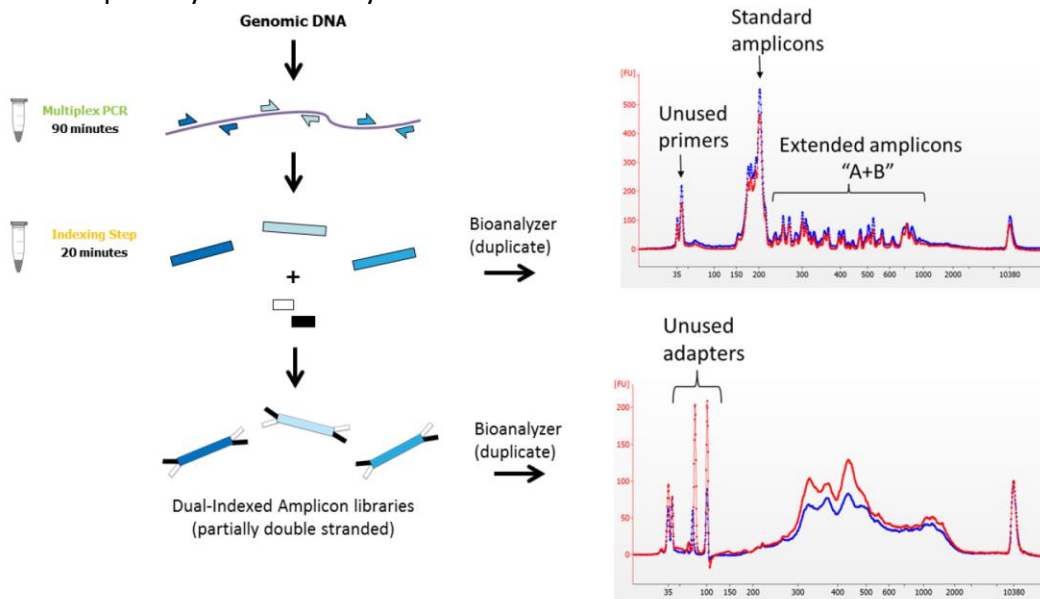 Genomic DNA
Multiplex PCR
90 minutes
Indexing Step
20 minutes
+
Bioanalyzer
(duplicate)
Dual-Indexed Amplicon libraries
(partially double stranded)
Bioanalyzer
(duplicate)
Standard
amplicons
Unused
primers
Extended amplicons
"A+B"
[FU]
500
400
300
200
100
0
35 100 150 200 300 400 500 600 1000 2000 10380
Unused
adapters
[FU]
200
150
100
50
0
35 100 150 200 300 400 500 600 1000 2000 10380